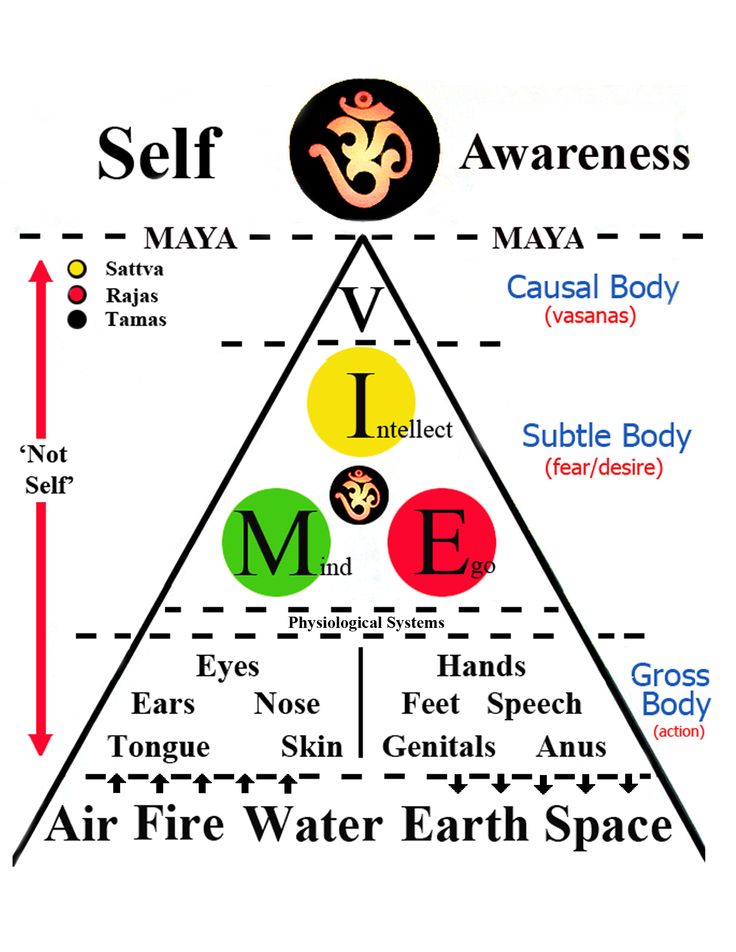 Self ॐ Awareness
MAYA MAYA
Sattva
Rajas
Tamas
Causal Body
(vasanas)
V
Intellect
Subtle Body
(fear/desire)
‘Not
Self’
ॐ
Mind Ego
Physiological Systems
Eyes Hands
Ears Nose Feet Speech
Tongue Skin Genitals Anus
Gross
Body
(action)
Air Fire Water Earth Space